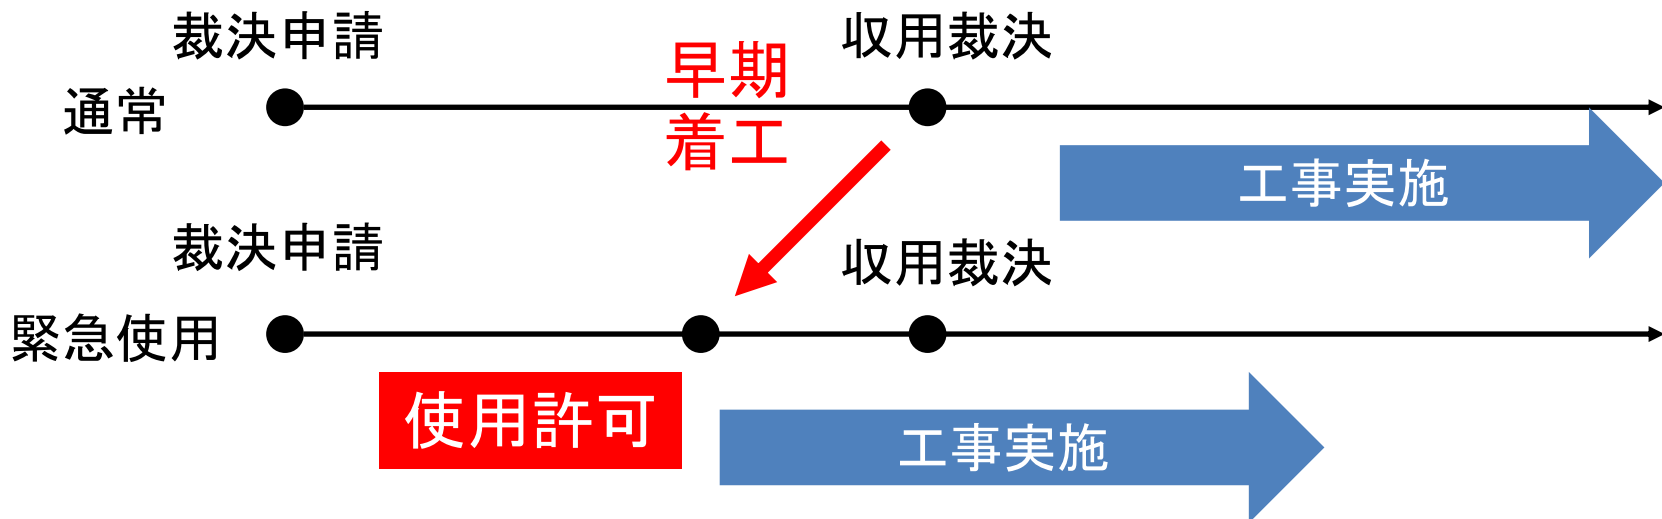 裁決申請
収用裁決
早期
着工
通常
工事実施
裁決申請
収用裁決
緊急使用
使用許可
工事実施